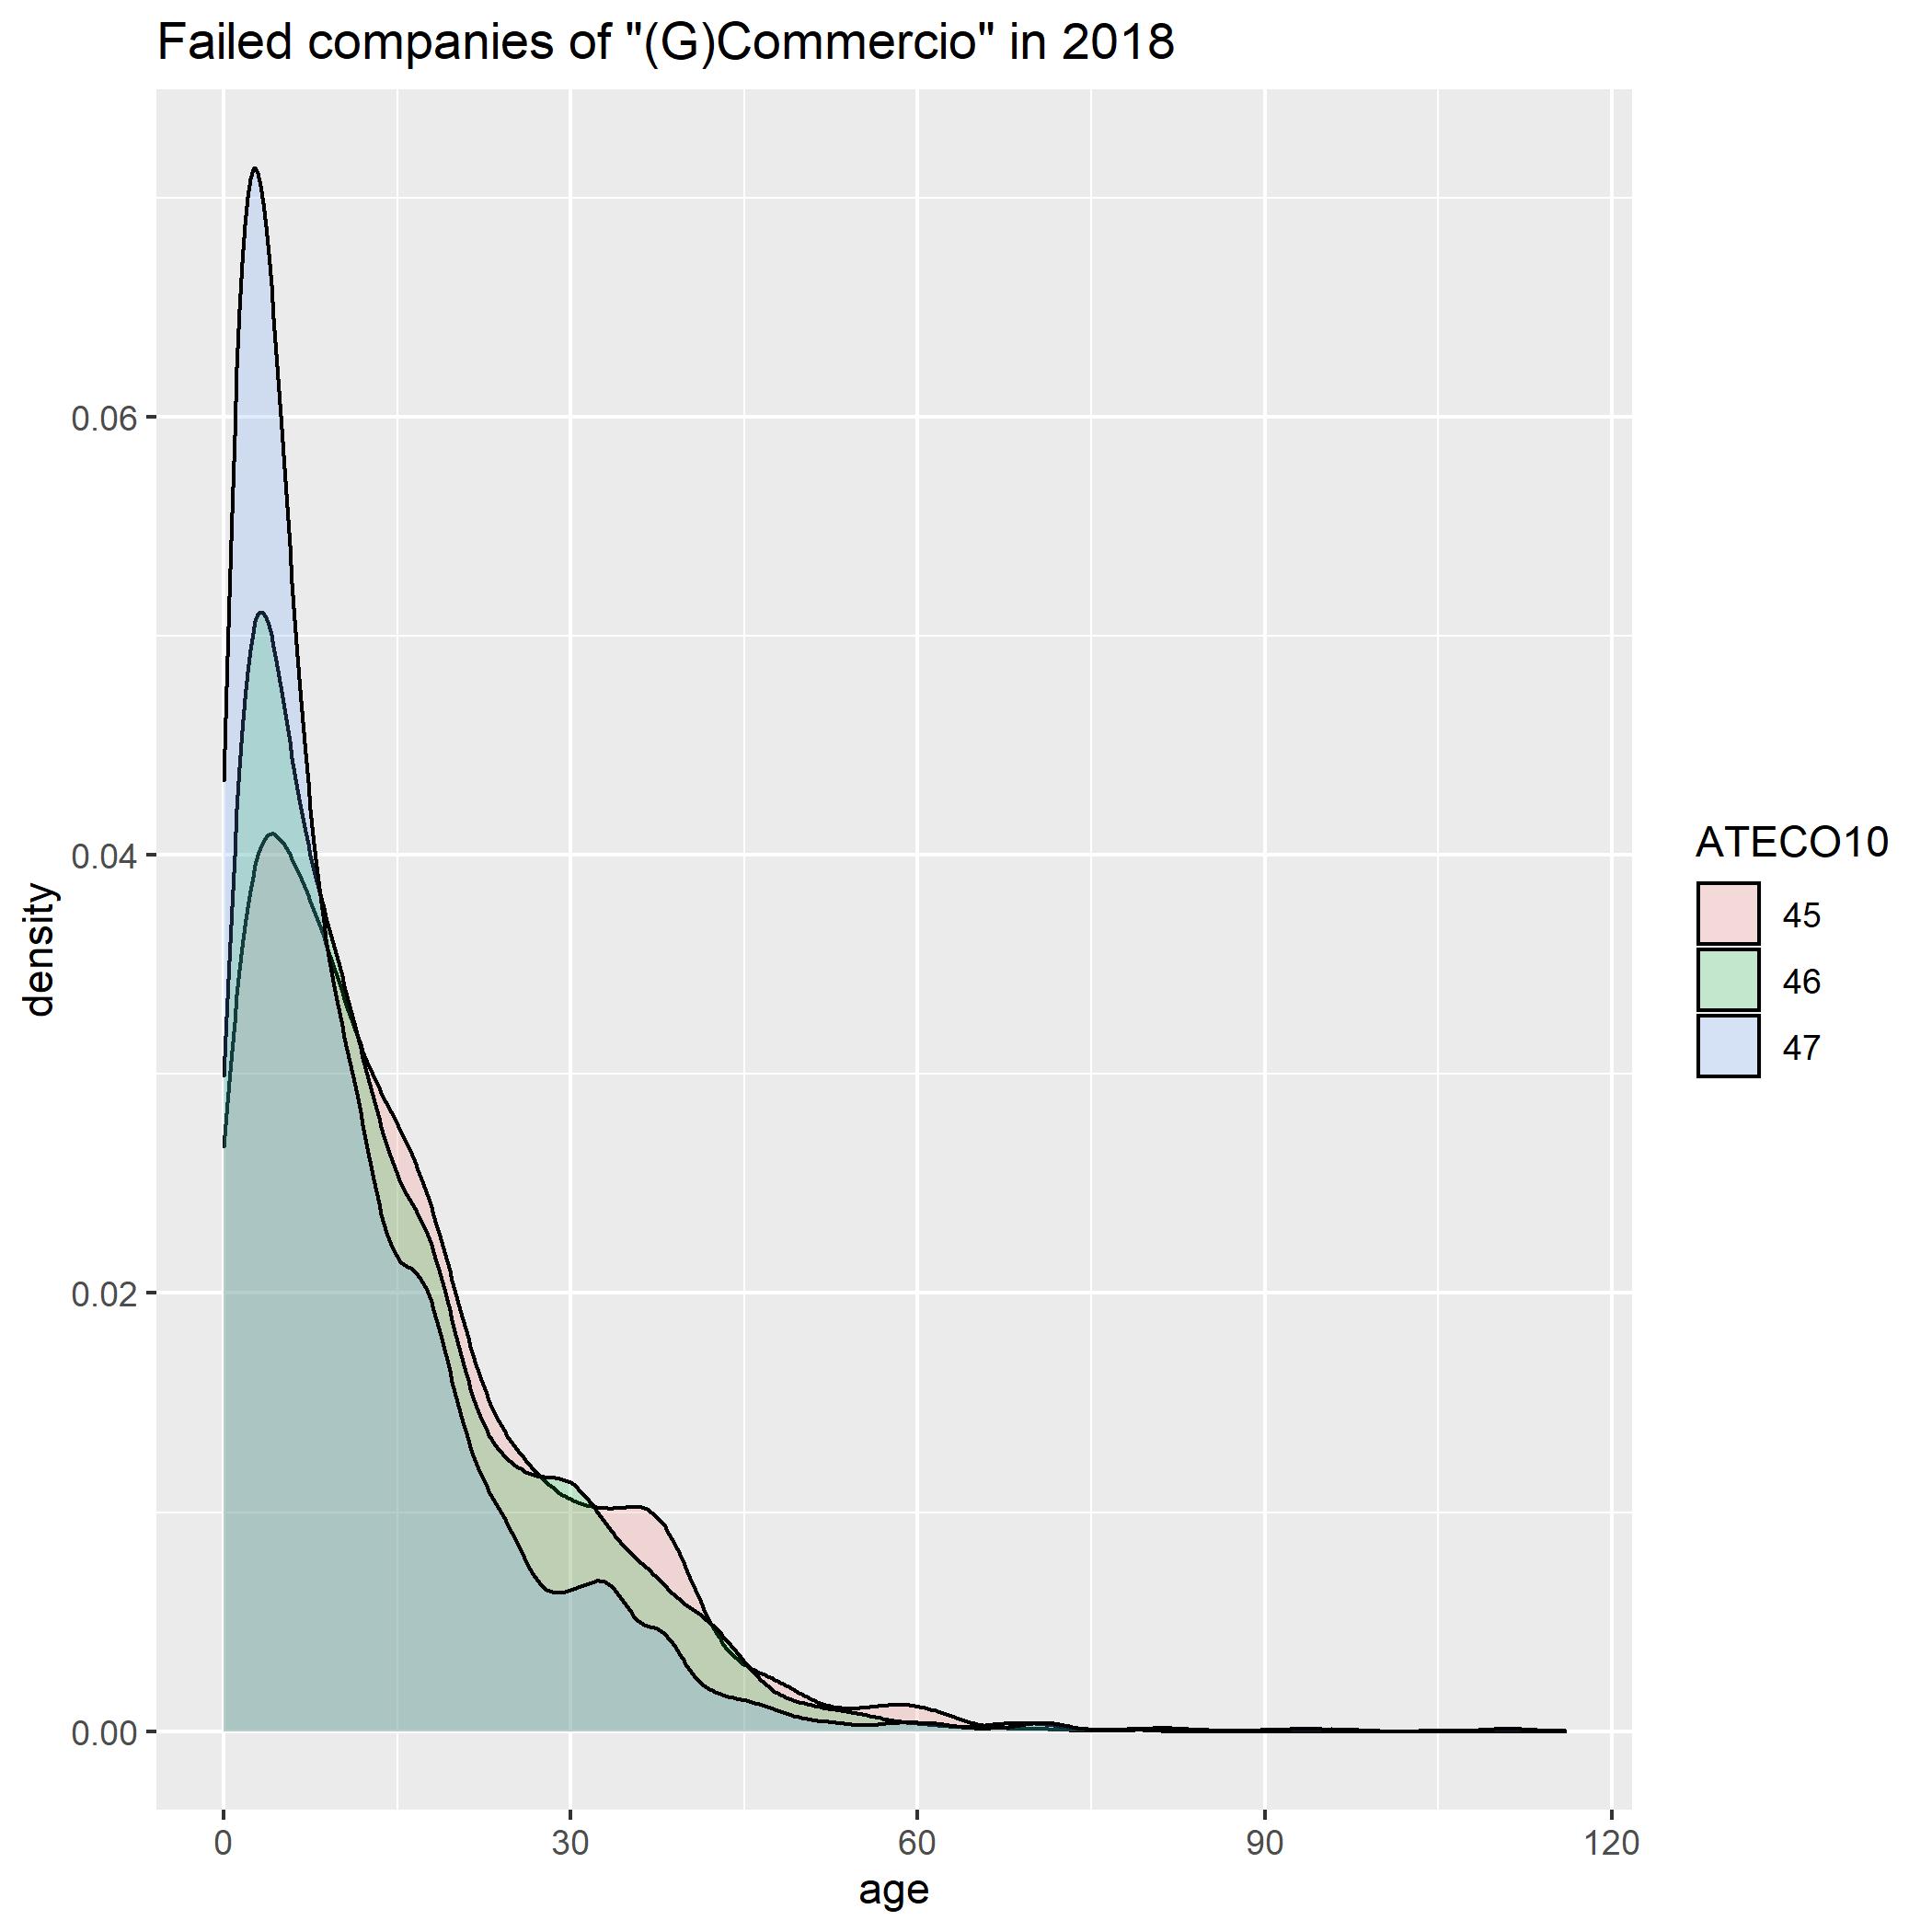 Failed companies of "(G)Commercio" in 2018
0.06
0.04
0.02
0.00
density
0 30 60 90 120
age
ATECO10
45
46
47